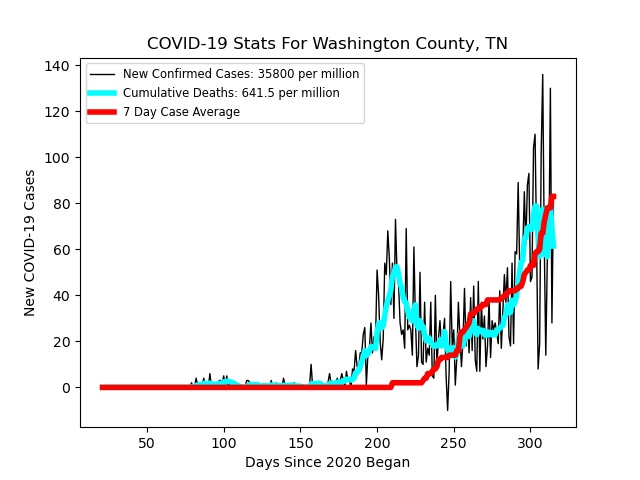 COVID-19 Stats For Washington County, TN
New Confirmed Cases: 35800 per million
Cumulative Deaths: 641.5 per million
7 Day Case Average
New COVID-19 Cases
140
120
100
80
60
40
20
0
50 100 150 200 250 300
Days Since 2020 Began